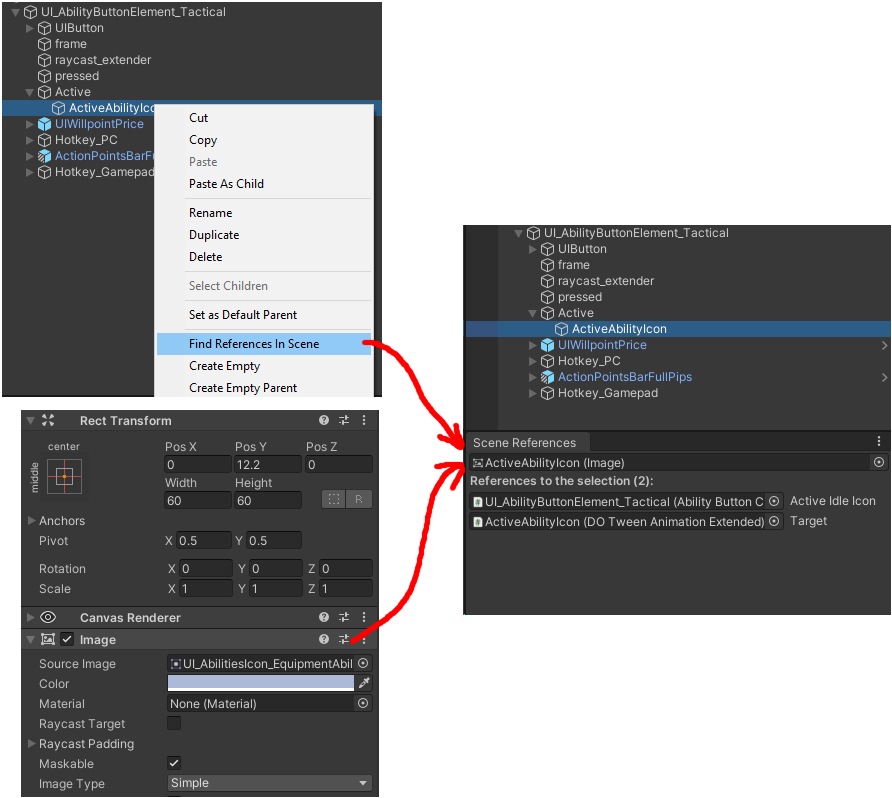 UI_AbilityButtonElement_Tactical
UIButton
frame
raycast_extender
pressed
Active
ActiveAbilityIco
UIWillpointPrice
Hotkey_PC
ActionPointsBarFu
Hotkey_Gamepad
Cut
Copy
Paste
Paste As Child
Rename
Duplicate
Delete
Select Children
Set as Default Parent
Find References In Scene
Create Empty
Create Empty Parent
Rect Transform
center
middle
Pos X Pos Y Pos Z
0 12.2 0
Width Height
60 60
R
Anchors
Pivot X 0.5 Y 0.5
Rotation X 0 Y 0 Z 0
Scale X 1 Y 1 Z 1
Canvas Renderer
Image
Source Image UI_AbilitiesIcon_EquipmentAbil
Color
Material None (Material)
Raycast Target
Raycast Padding
Maskable
Image Type Simple
UI_AbilityButtonElement_Tactical
UIButton
frame
raycast_extender
pressed
Active
ActiveAbilityIcon
UIWillpointPrice
Hotkey_PC
ActionPointsBarFullPips
Hotkey_Gamepad
Scene References
ActiveAbilityIcon (Image)
References to the selection (2):
UI_AbilityButtonElement_Tactical (Ability Button C Active Idle Icon
ActiveAbilityIcon (DO Tween Animation Extended) Target